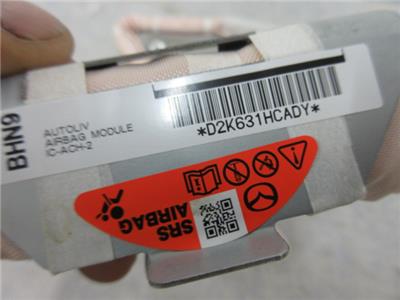 BHN9
AUTOLIV
AIRBAG MODULE
IC-ACH-2
*D2K631HCADY*
SRS
AIRBAG